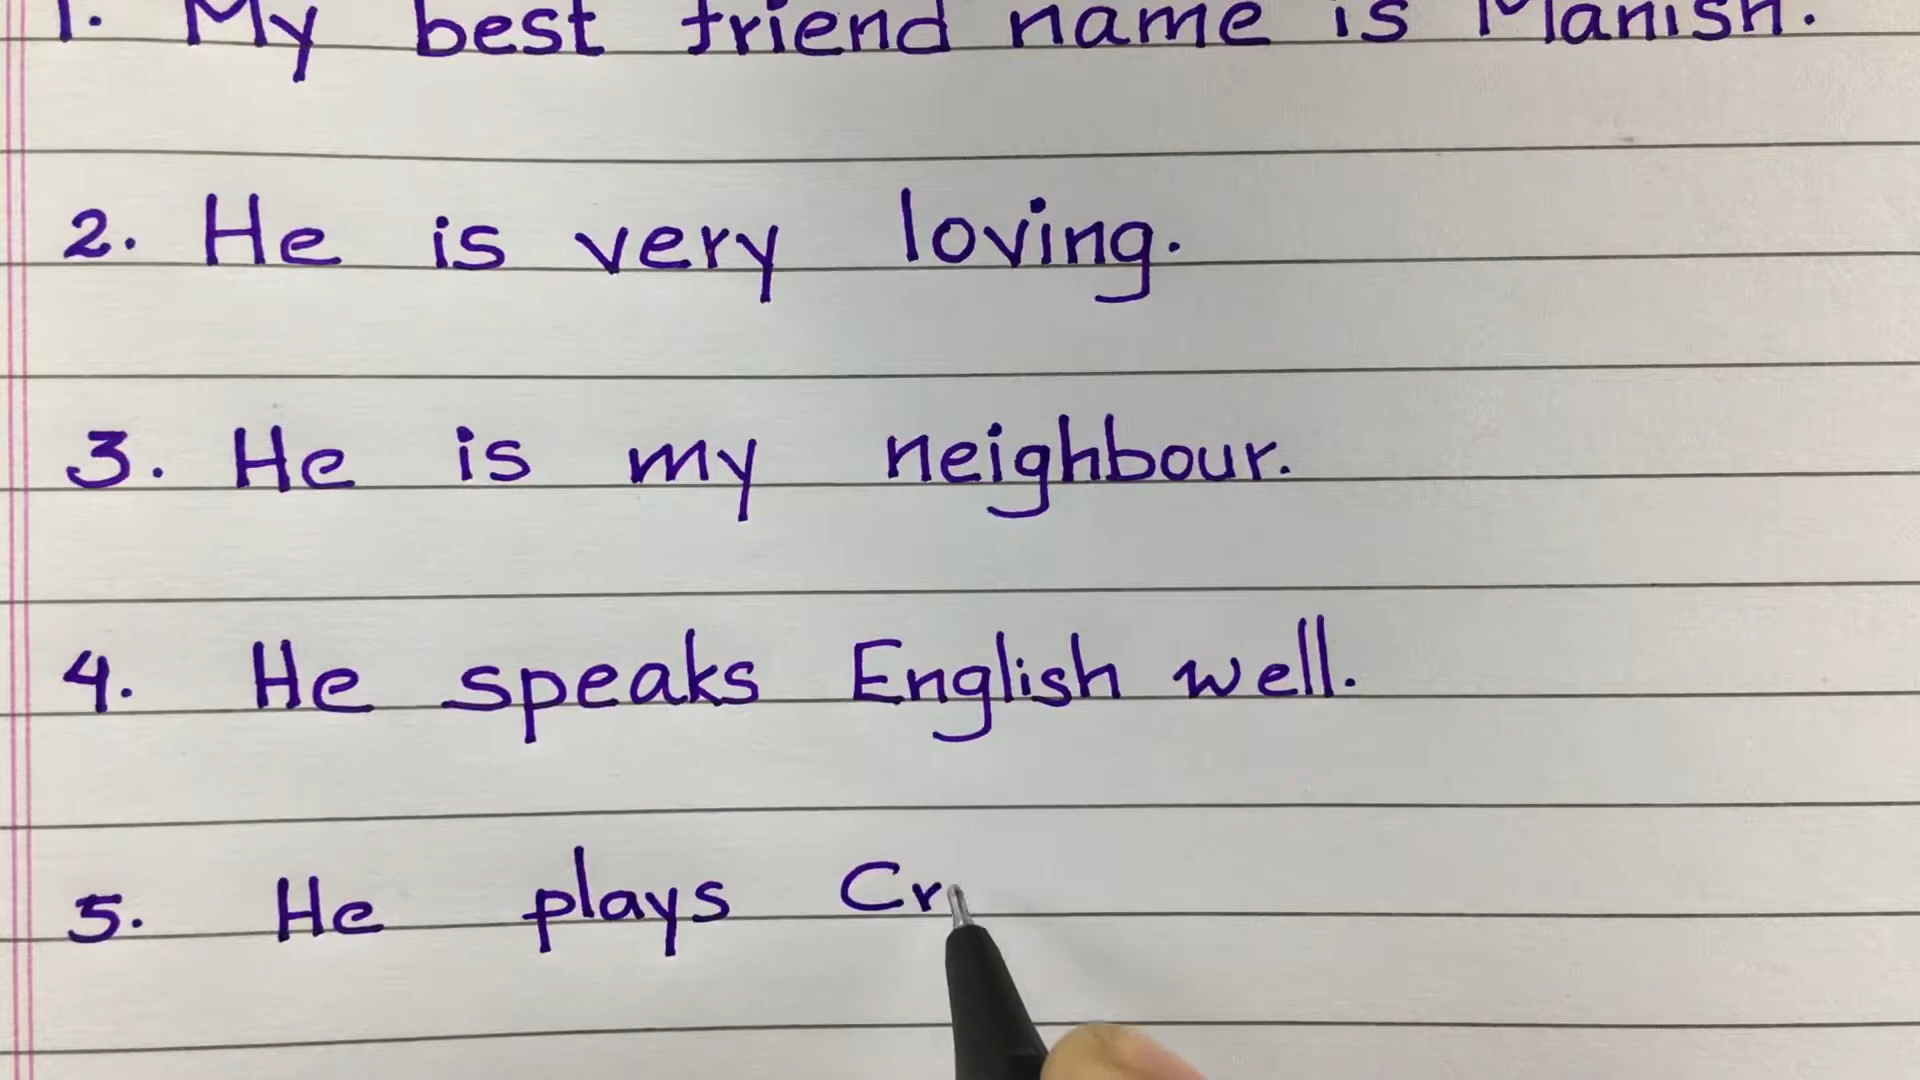 1. My best friend name is Manish.
2. He is very loving.
3. He is my neighbour.
4. He speaks English well.
5. He plays Cr